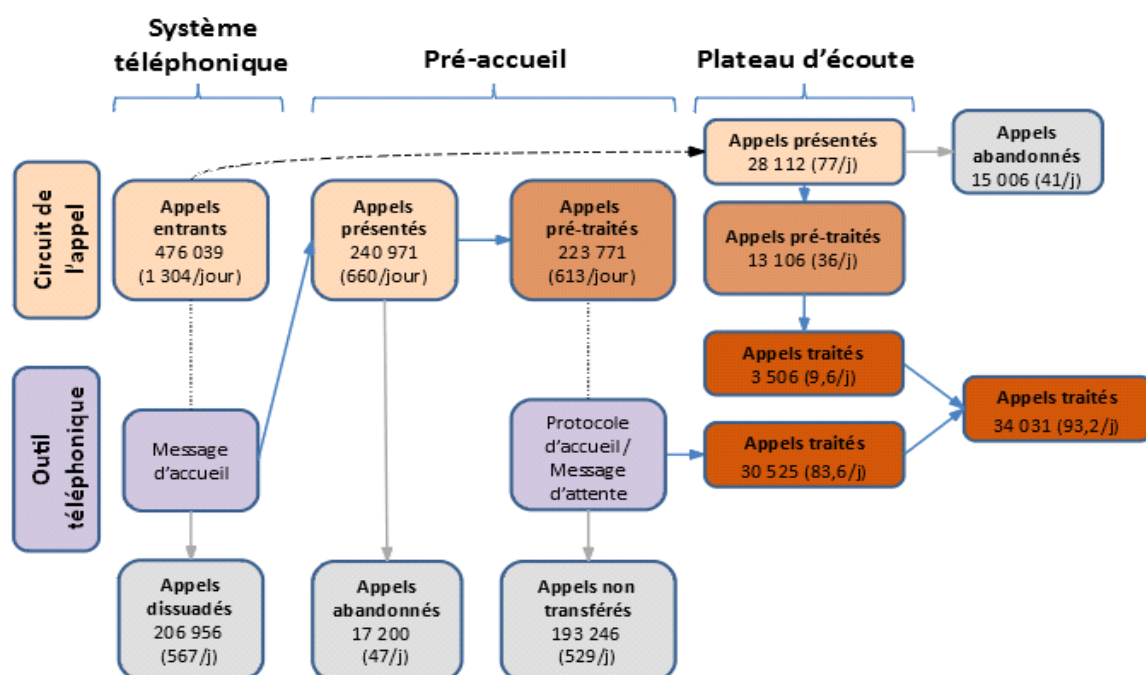 Système
téléphonique
Pré-accueil
Plateau d'écoute
Circuit de
l'appel
Appels
entrants
476 039
(1 304/jour)
Appels
présentés
240 971
(660/jour)
Appels
pré-traités
223 771
(613/jour)
Appels présentés
28 112 (77/j)
Appels
abandonnés
15 006 (41/j)
Appels pré-traités
13 106 (36/j)
Appels traités
3 506 (9,6/j)
Appels traités
34 031 (93,2/j)
Outil
téléphonique
Message
d'accueil
Protocole
d'accueil /
Message
d'attente
Appels traités
30 525 (83,6/j)
Appels
dissuadés
206 956
(567/j)
Appels
abandonnés
17 200
(47/j)
Appels non
transférés
193 246
(529/j)